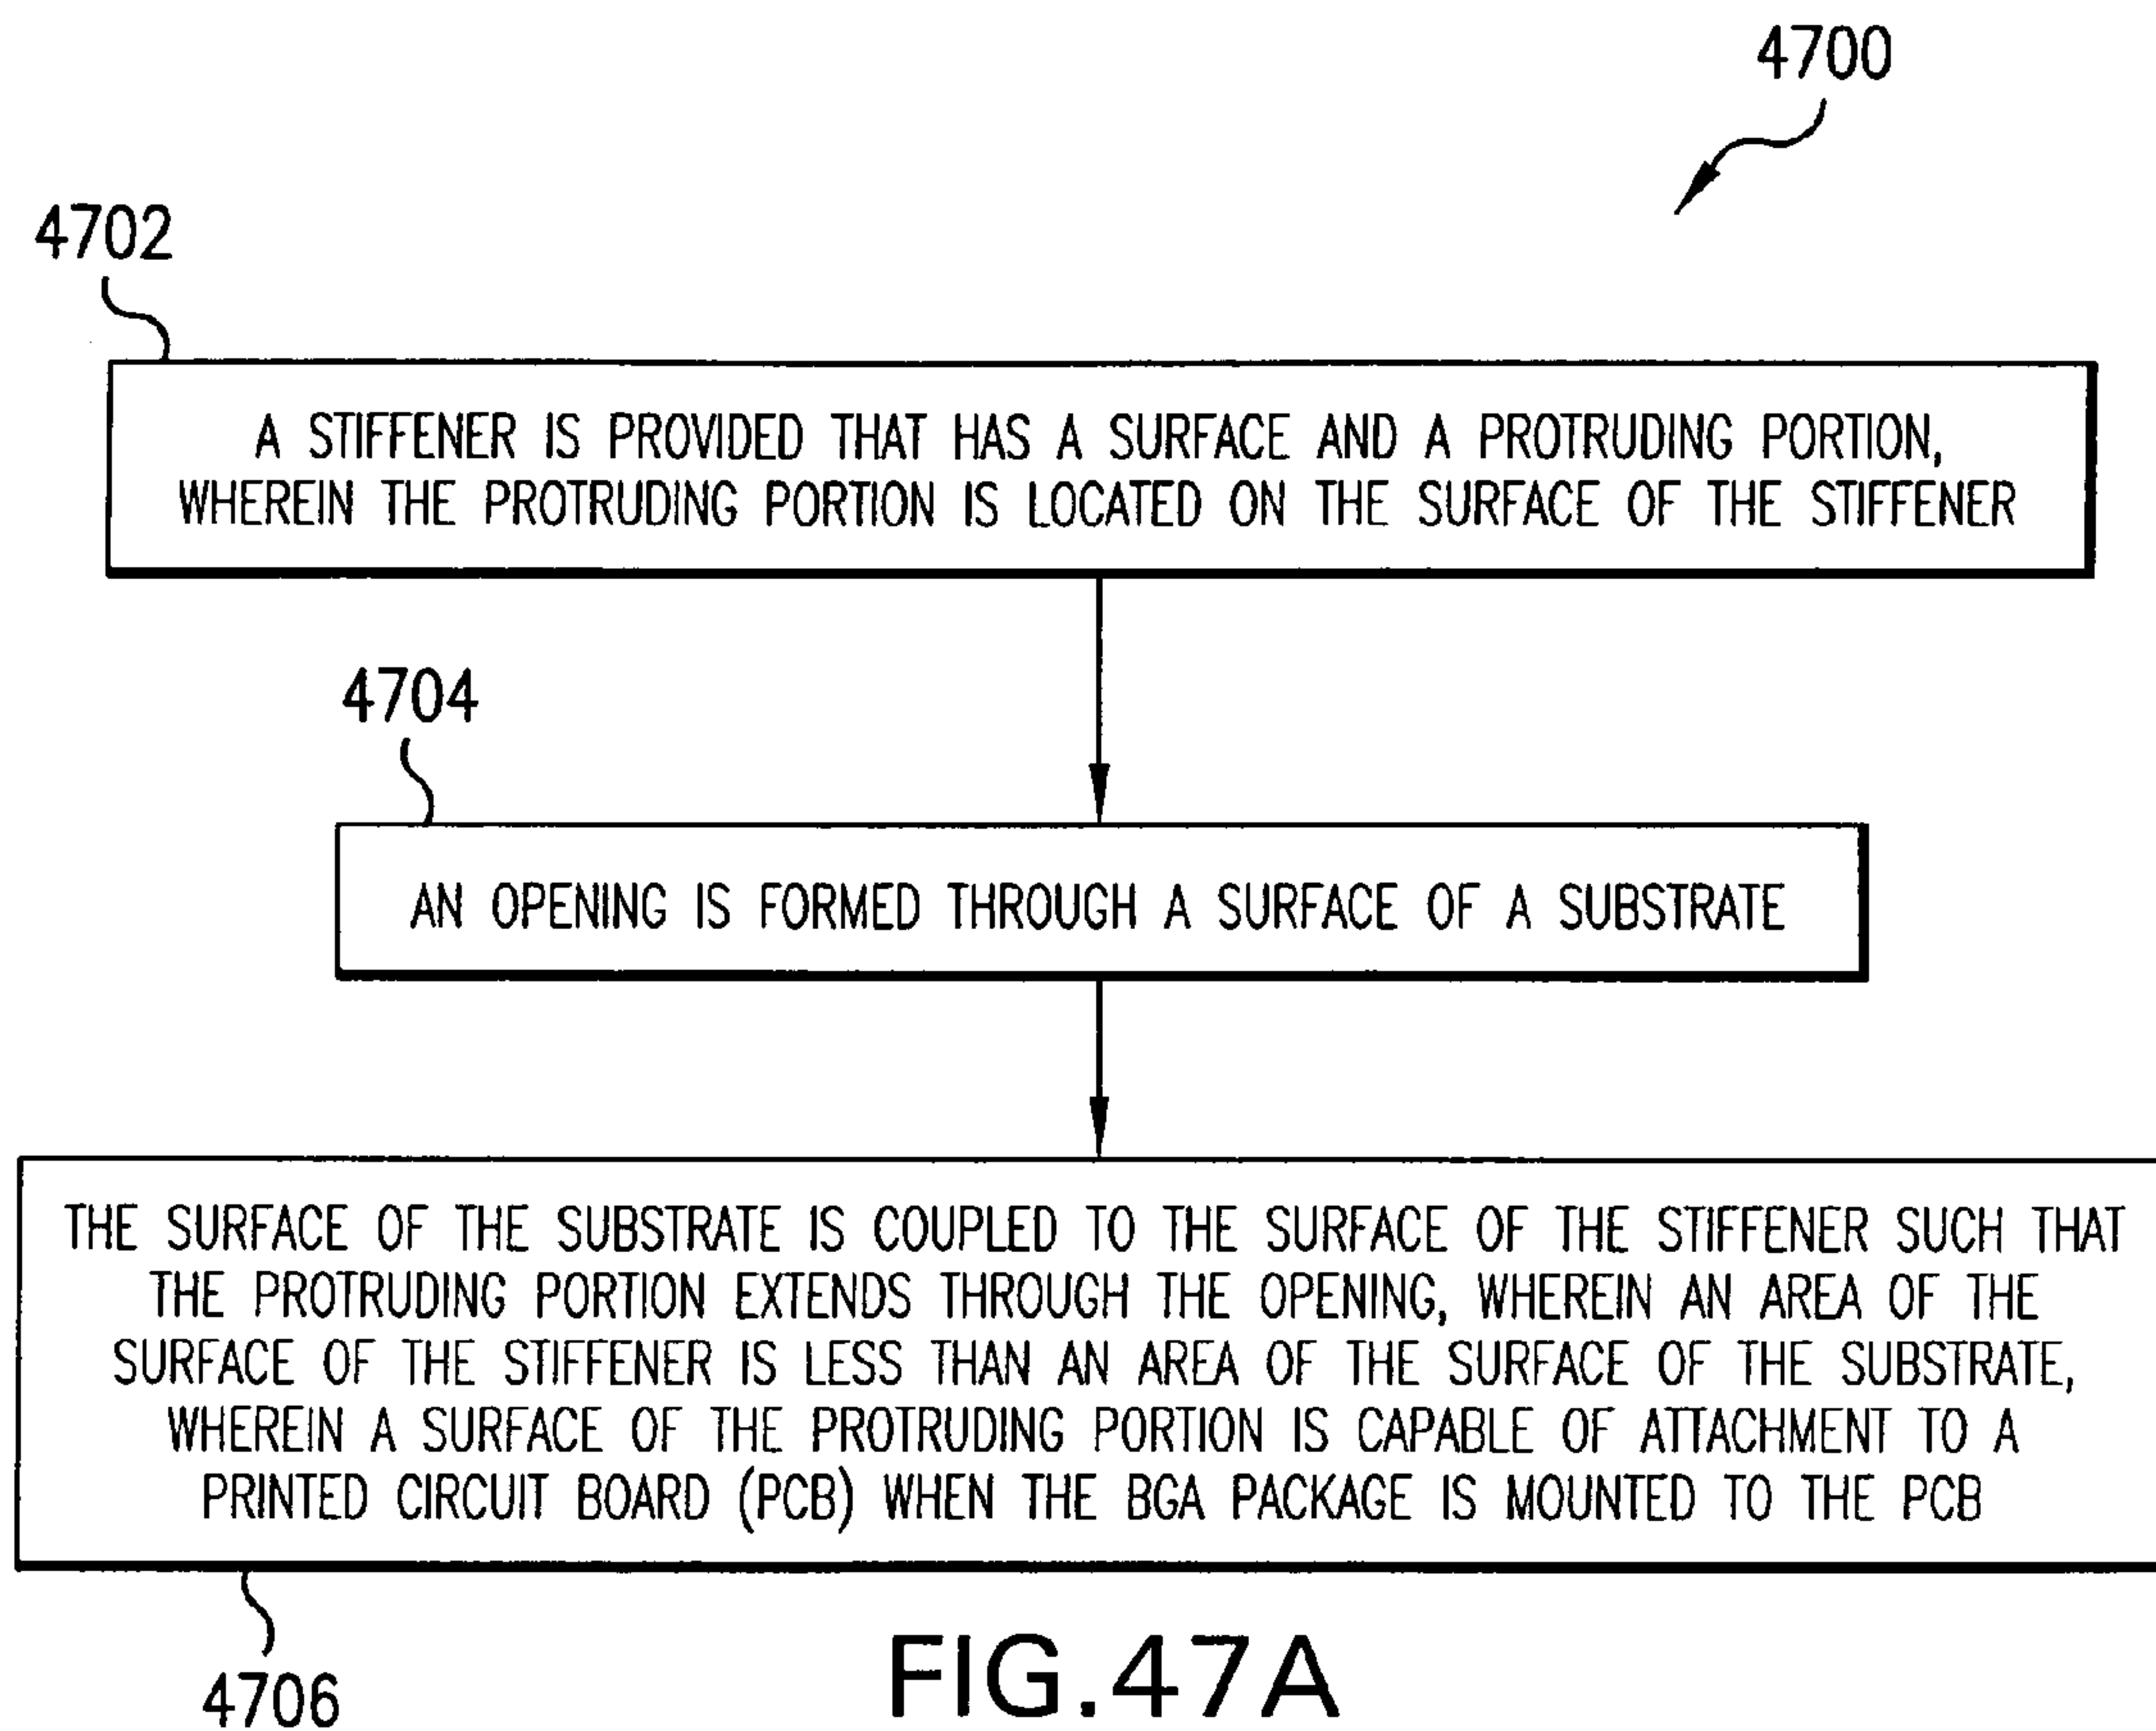 4700
4702
A STIFFENER IS PROVIDED THAT HAS A SURFACE AND A PROTRUDING PORTION,
WHEREIN THE PROTRUDING PORTION IS LOCATED ON THE SURFACE OF THE STIFFENER
4704
AN OPENING IS FORMED THROUGH A SURFACE OF A SUBSTRATE
THE SURFACE OF THE SUBSTRATE IS COUPLED TO THE SURFACE OF THE STIFFENER SUCH THAT
THE PROTRUDING PORTION EXTENDS THROUGH THE OPENING, WHEREIN AN AREA OF THE
SURFACE OF THE STIFFENER IS LESS THAN AN AREA OF THE SURFACE OF THE SUBSTRATE,
WHEREIN A SURFACE OF THE PROTRUDING PORTION IS CAPABLE OF ATTACHMENT TO A
PRINTED CIRCUIT BOARD (PCB) WHEN THE BGA PACKAGE IS MOUNTED TO THE PCB
4706
FIG.47A